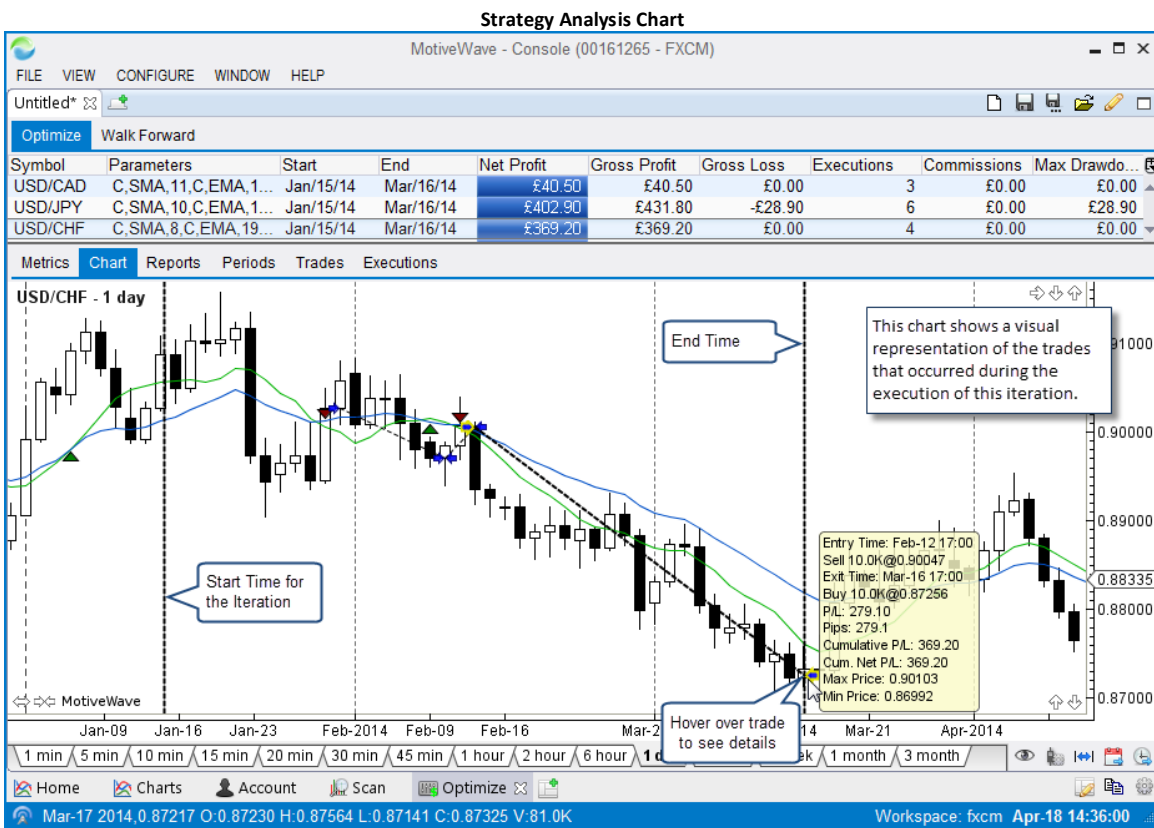 Strategy Analysis Chart
MotiveWave - Console (00161265 - FXCM)
FILE VIEW CONFIGURE WINDOW HELP
Untitled*
Optimize Walk Forward
Symbol Parameters Start End Net Profit Gross Profit Gross Loss Executions Commissions Max Drawdo...
USD/CAD C,SMA,11,C,EMA,1... Jan/15/14 Mar/16/14 £40.50 £40.50 £0.00 3 £0.00 £0.00
USD/JPY C,SMA,10,C,EMA,1... Jan/15/14 Mar/16/14 £402.90 £431.80 -£28.90 6 £0.00 £28.90
USD/CHF C,SMA,8,C,EMA,19... Jan/15/14 Mar/16/14 £369.20 £369.20 £0.00 4 £0.00 £0.00
Metrics Chart Reports Periods Trades Executions
USD/CHF - 1 day
This chart shows a visual
representation of the trades
that occurred during the
execution of this iteration.
End Time
91000
0.90000
0.89000
0.88335
0.88000
0.87000
Start Time for
the Iteration
Entry Time: Feb-12 17:00
Sell 10.0K@0.90047
Exit Time: Mar-16 17:00
Buy 10.0K@0.87256
P/L: 279.10
Pips: 279.1
Cumulative P/L: 369.20
Cum. Net P/L: 369.20
Max Price: 0.90103
Min Price: 0.86992
MotiveWave
Hover over trade
to see details
Jan-09 Jan-16 Jan-23 Feb-2014 Feb-09 Feb-16 Mar-2 14 Mar-21 Apr-2014
1 min 5 min 10 min 15 min 20 min 30 min 45 min 1 hour 2 hour 6 hour 1 d ek 1 month 3 month
Home Charts Account Scan Optimize
Mar-17 2014,0.87217 O:0.87230 H:0.87564 L:0.87141 C:0.87325 V:81.0K Workspace: fxcm Apr-18 14:36:00